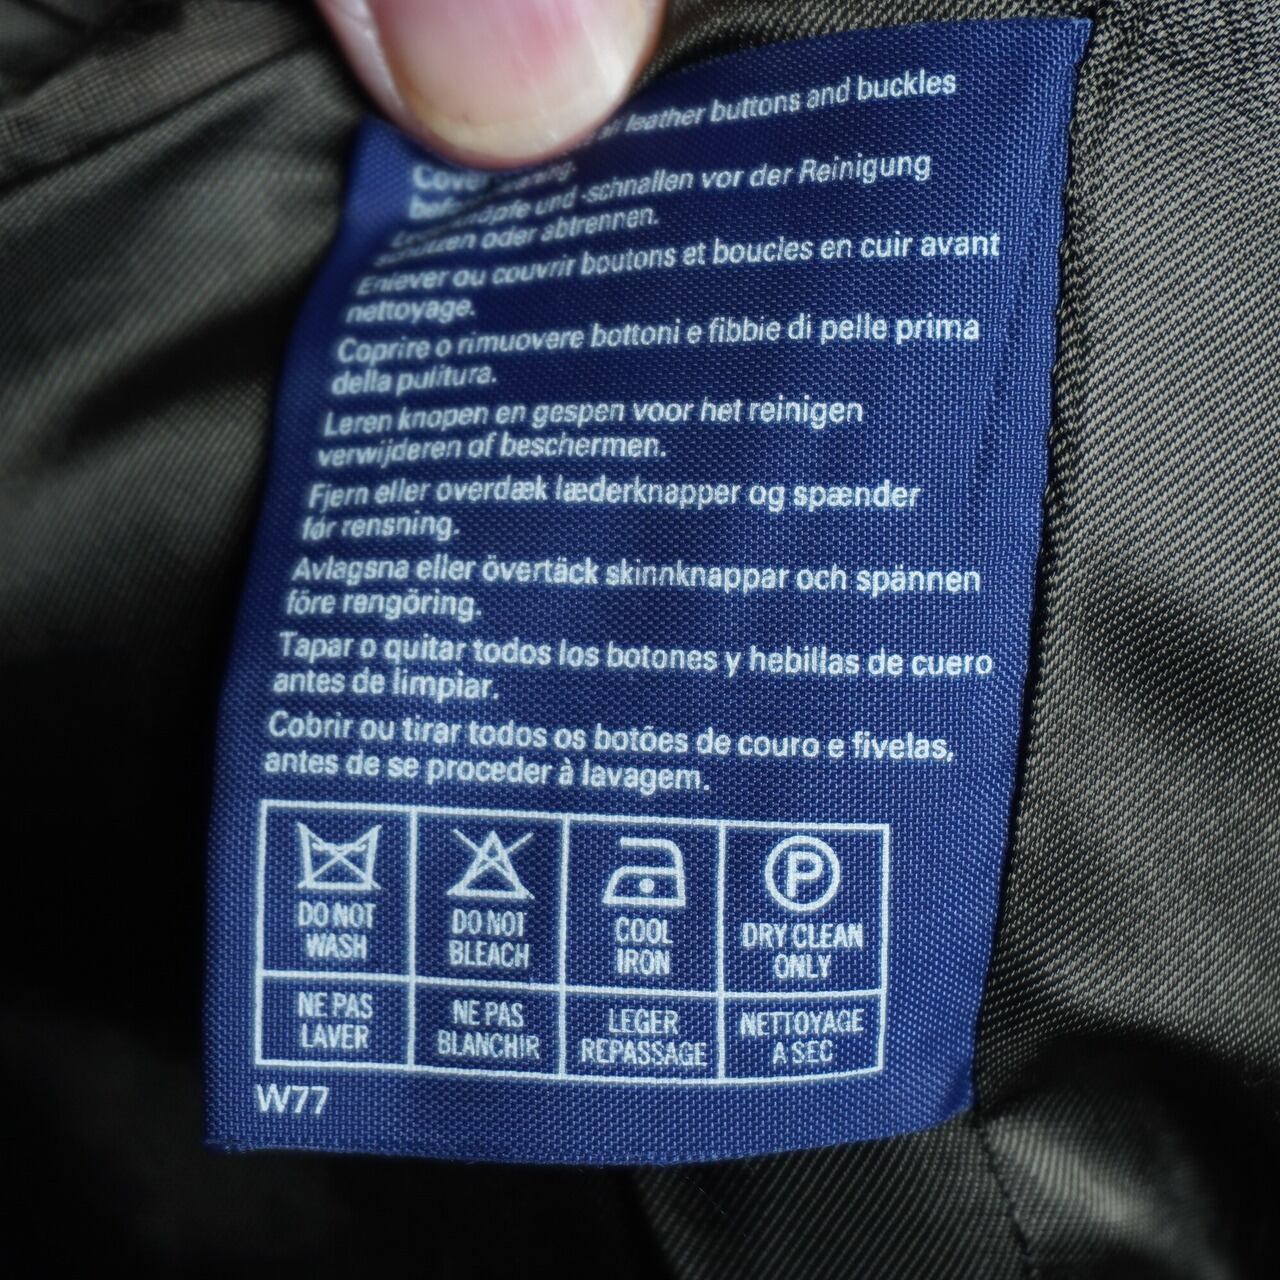 leather buttons and buckles
Cover
und -schnallen vor der Reinigung
oder abtrennen.
Enlever ou couvrir boutons et boucles en cuir avant
nettoyage.
Coprire o rimuovere bottoni e fibbie di pelle prima
della pulitura.
Leren knopen en gespen voor het reinigen
verwijderen of beschermen.
Fjern eller overdæk læderknapper og spænder
før rensning.
Avlagsna eller övertäck skinnknappar och spännen
före rengöring.
Tapar o quitar todos los botones y hebillas de cuero
antes de limpiar.
Cobrir ou tirar todos os botões de couro e fivelas,
antes de se proceder à lavagem.
DO NOT
WASH
DO NOT
BLEACH
COOL
IRON
P
DRY CLEAN
ONLY
NE PAS
LAVER
NE PAS
BLANCHIR
LEGER
REPASSAGE
NETTOYAGE
A SEC
W77